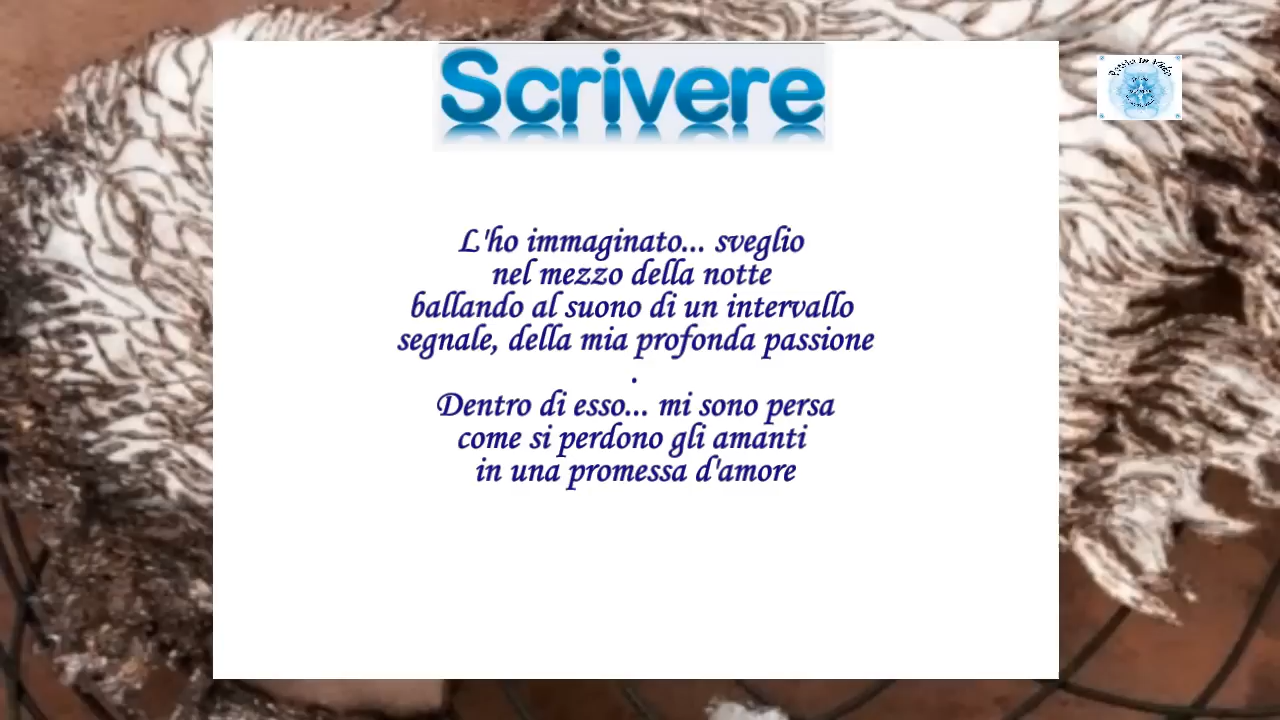 Scrivere
L'ho immaginato... sveglio
nel mezzo della notte
ballando al suono di un intervallo
segnale, della mia profonda passione
.
Dentro di esso... mi sono persa
come si perdono gli amanti
in una promessa d'amore